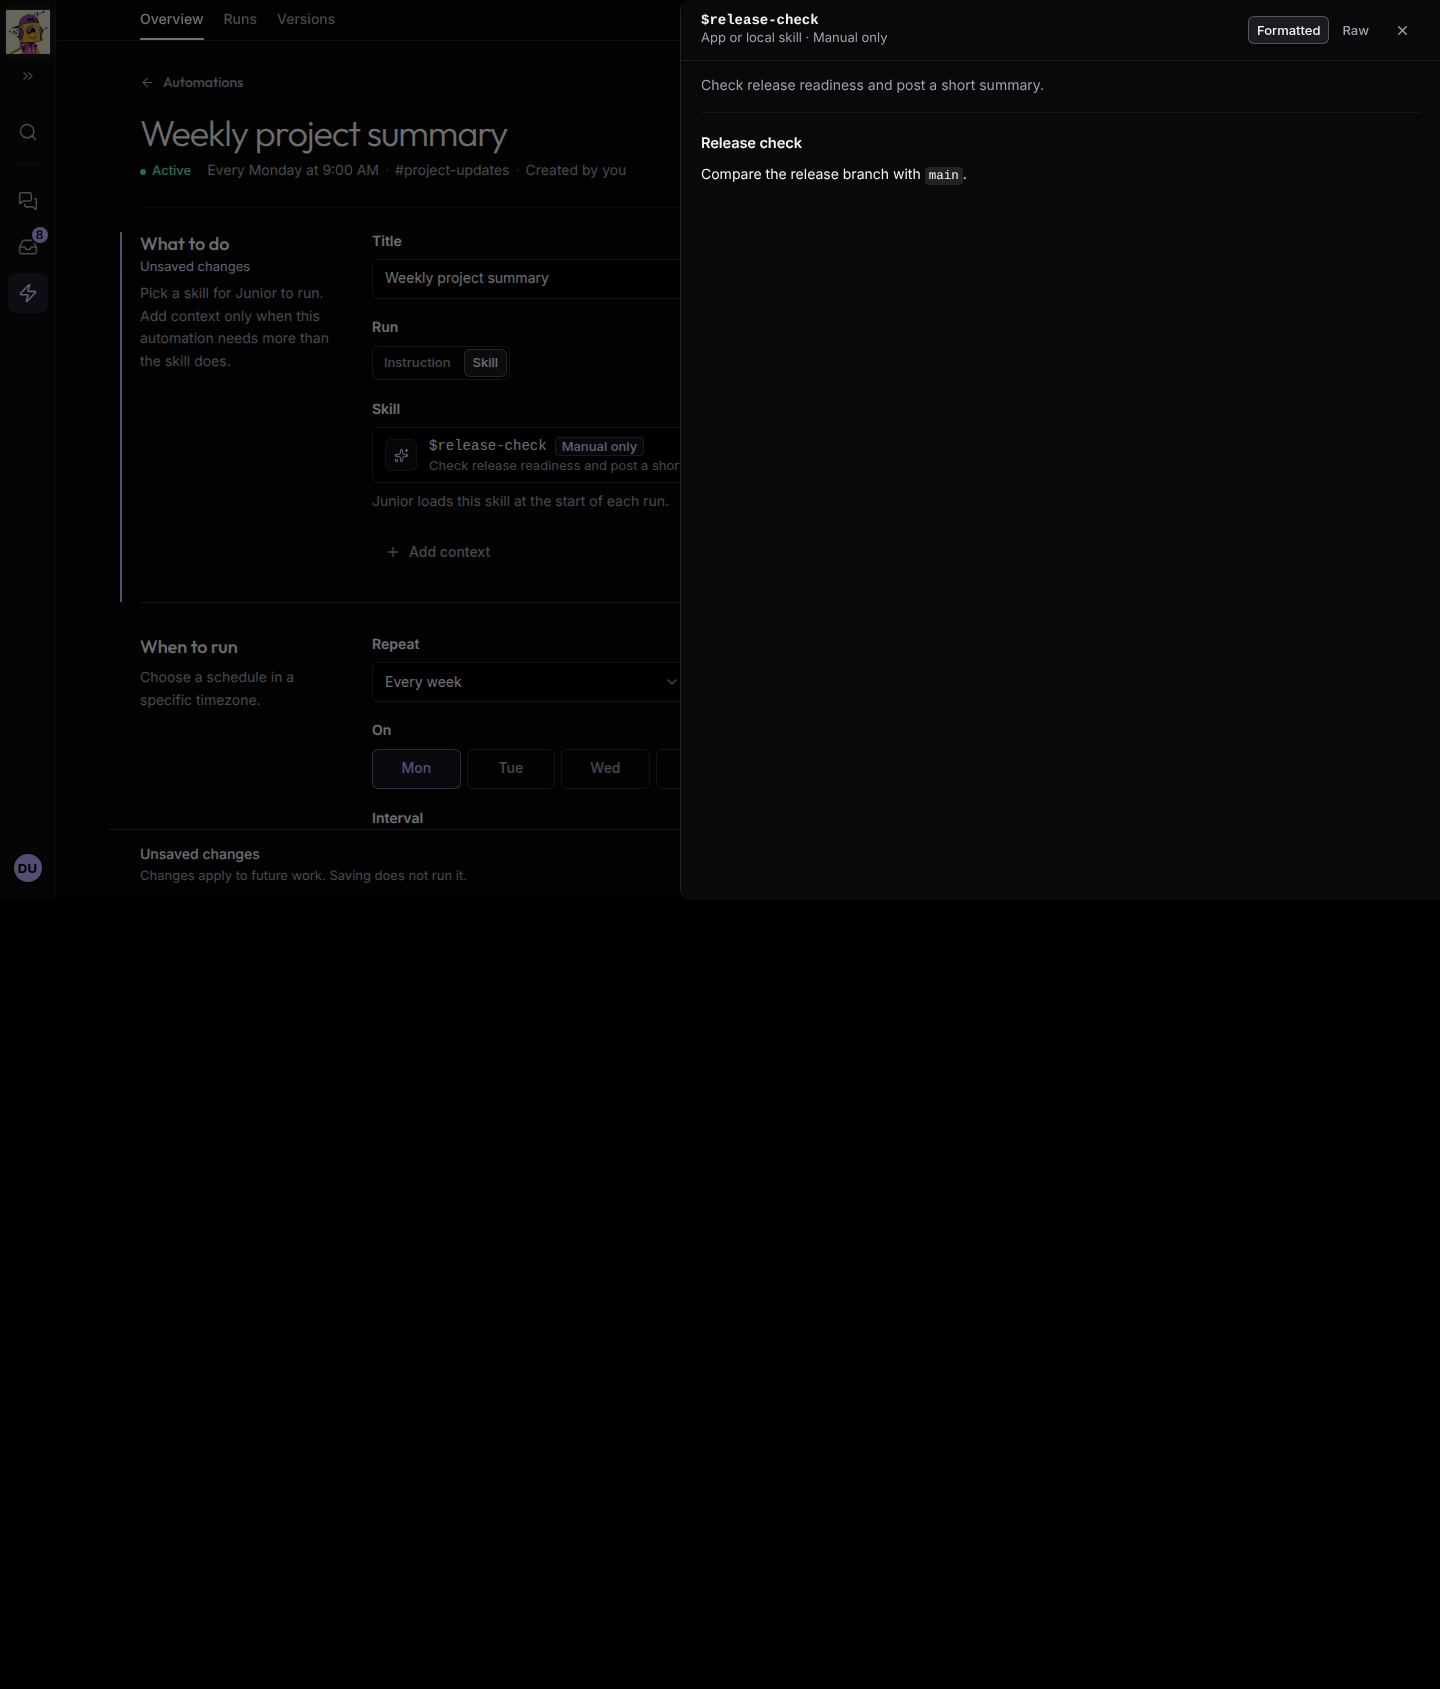 Overview Runs Versions
Automations
Weekly project summary
Active Every Monday at 9:00 AM · #project-updates · Created by you
8
What to do
Unsaved changes
Pick a skill for Junior to run.
Add context only when this
automation needs more than
the skill does.
Title
Weekly project summary
Run
Instruction Skill
Skill
$release-check Manual only
Check release readiness and post a shor
Junior loads this skill at the start of each run.
Add context
When to run
Choose a schedule in a
specific timezone.
Repeat
Every week
On
Mon Tue Wed
Interval
Unsaved changes
Changes apply to future work. Saving does not run it.
DU
$release-check
App or local skill · Manual only
Formatted Raw
Check release readiness and post a short summary.
Release check
Compare the release branch with main.